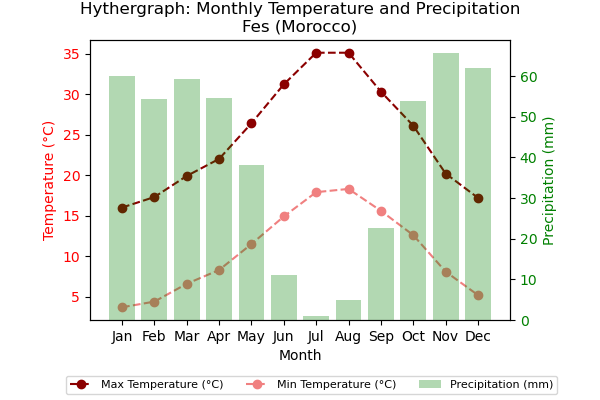 Hythergraph: Monthly Temperature and Precipitation
Fes (Morocco)
Temperature (°C)
35
30
25
20
15
10
5
Precipitation (mm)
60
50
40
30
20
10
0
Jan Feb Mar Apr May Jun Jul Aug Sep Oct Nov Dec
Month
Max Temperature (°C) Min Temperature (°C) Precipitation (mm)